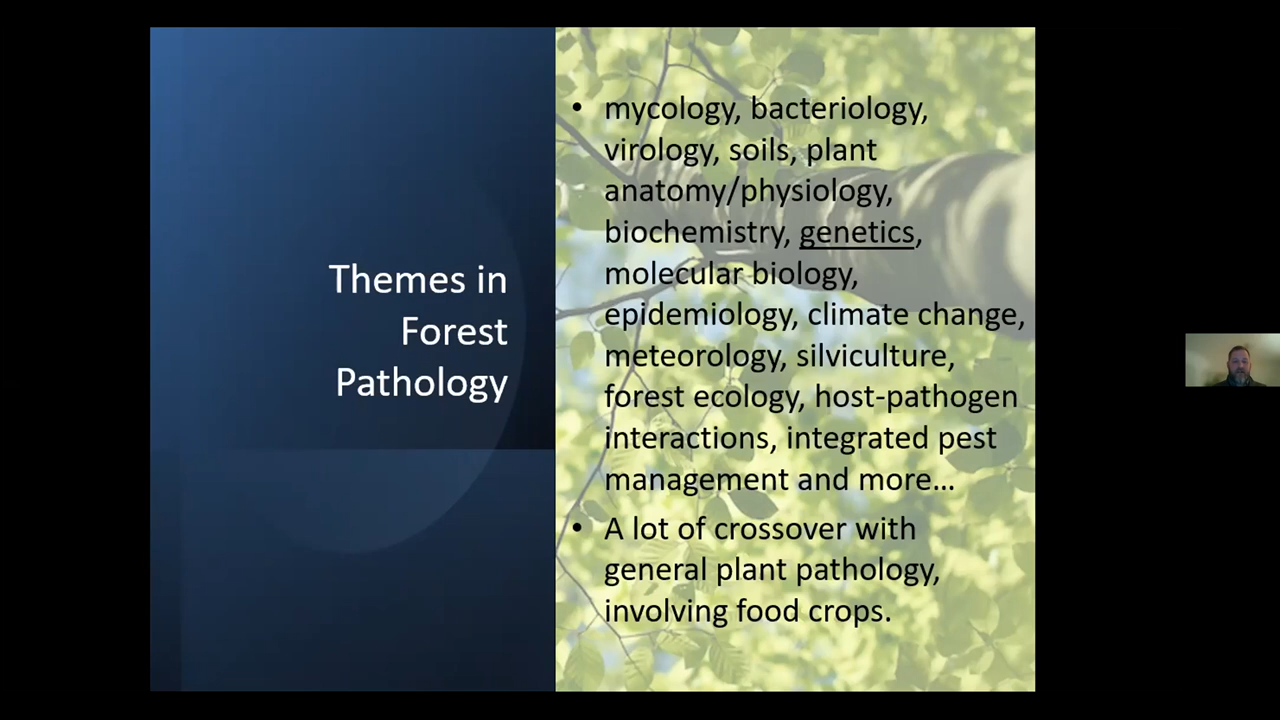 Themes in
Forest
Pathology
• mycology, bacteriology,
virology, soils, plant
anatomy/physiology,
biochemistry, genetics,
molecular biology,
epidemiology, climate change,
meteorology, silviculture,
forest ecology, host-pathogen
interactions, integrated pest
management and more…
• A lot of crossover with
general plant pathology,
involving food crops.